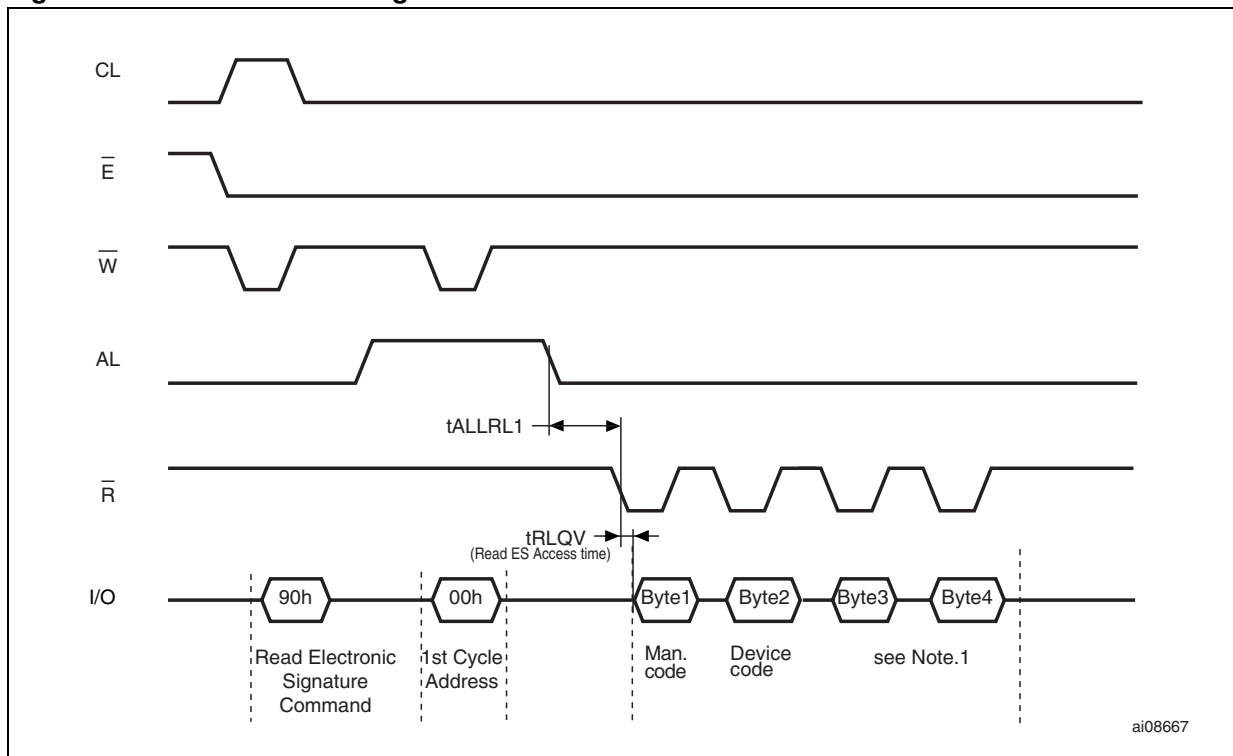 CL
E
W
AL
tALLRL1
R
tRLQV
(Read ES Access time)
I/O
90h
00h
Byte1
Byte2
Byte3
Byte4
Read Electronic
Signature
Command
1st Cycle
Address
Man.
code
Device
code
see Note.1
ai08667